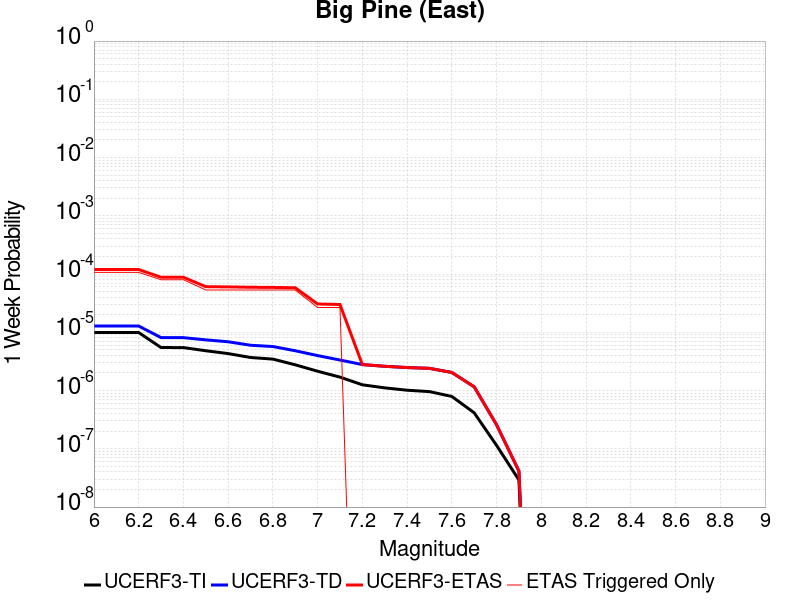 Big Pine (East)
10^0
10^-1
10^-2
10^-3
10^-4
10^-5
10^-6
10^-7
10^-8
1 Week Probability
6 6.2 6.4 6.6 6.8 7 7.2 7.4 7.6 7.8 8 8.2 8.4 8.6 8.8 9
Magnitude
UCERF3-TI UCERF3-TD UCERF3-ETAS ETAS Triggered Only